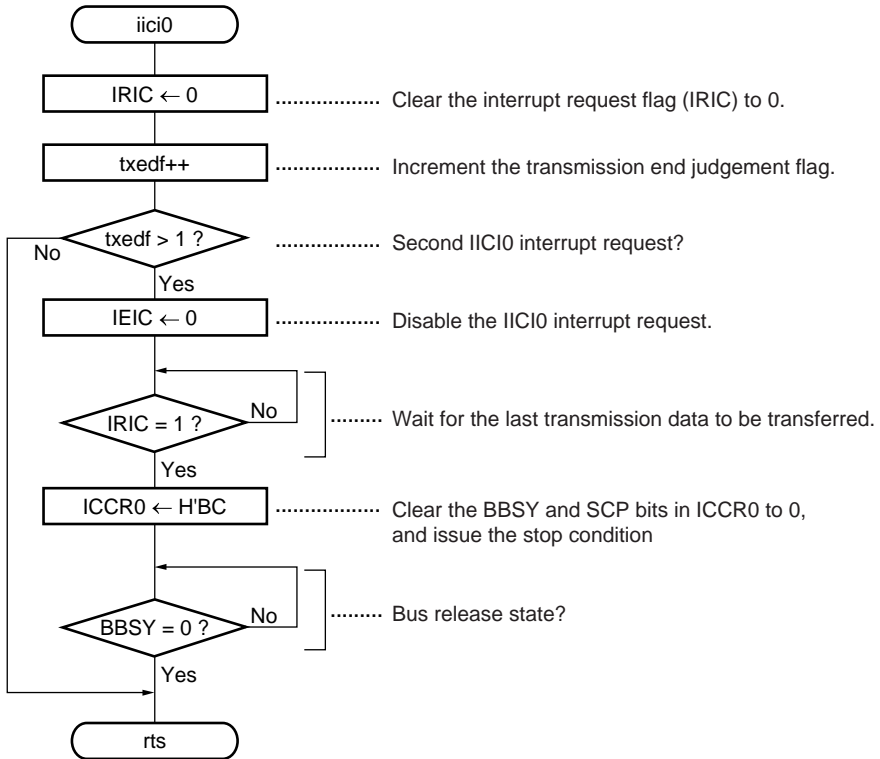 iici0
IRIC ← 0
.................. Clear the interrupt request flag (IRIC) to 0.
txedf++
.................. Increment the transmission end judgement flag.
txedf > 1 ?
No
.................. Second IICI0 interrupt request?
Yes
IEIC ← 0
.................. Disable the IICI0 interrupt request.
IRIC = 1 ?
No
......... Wait for the last transmission data to be transferred.
Yes
ICCR0 ← H'BC
.................. Clear the BBSY and SCP bits in ICCR0 to 0,
and issue the stop condition
BBSY = 0 ?
No
......... Bus release state?
Yes
rts